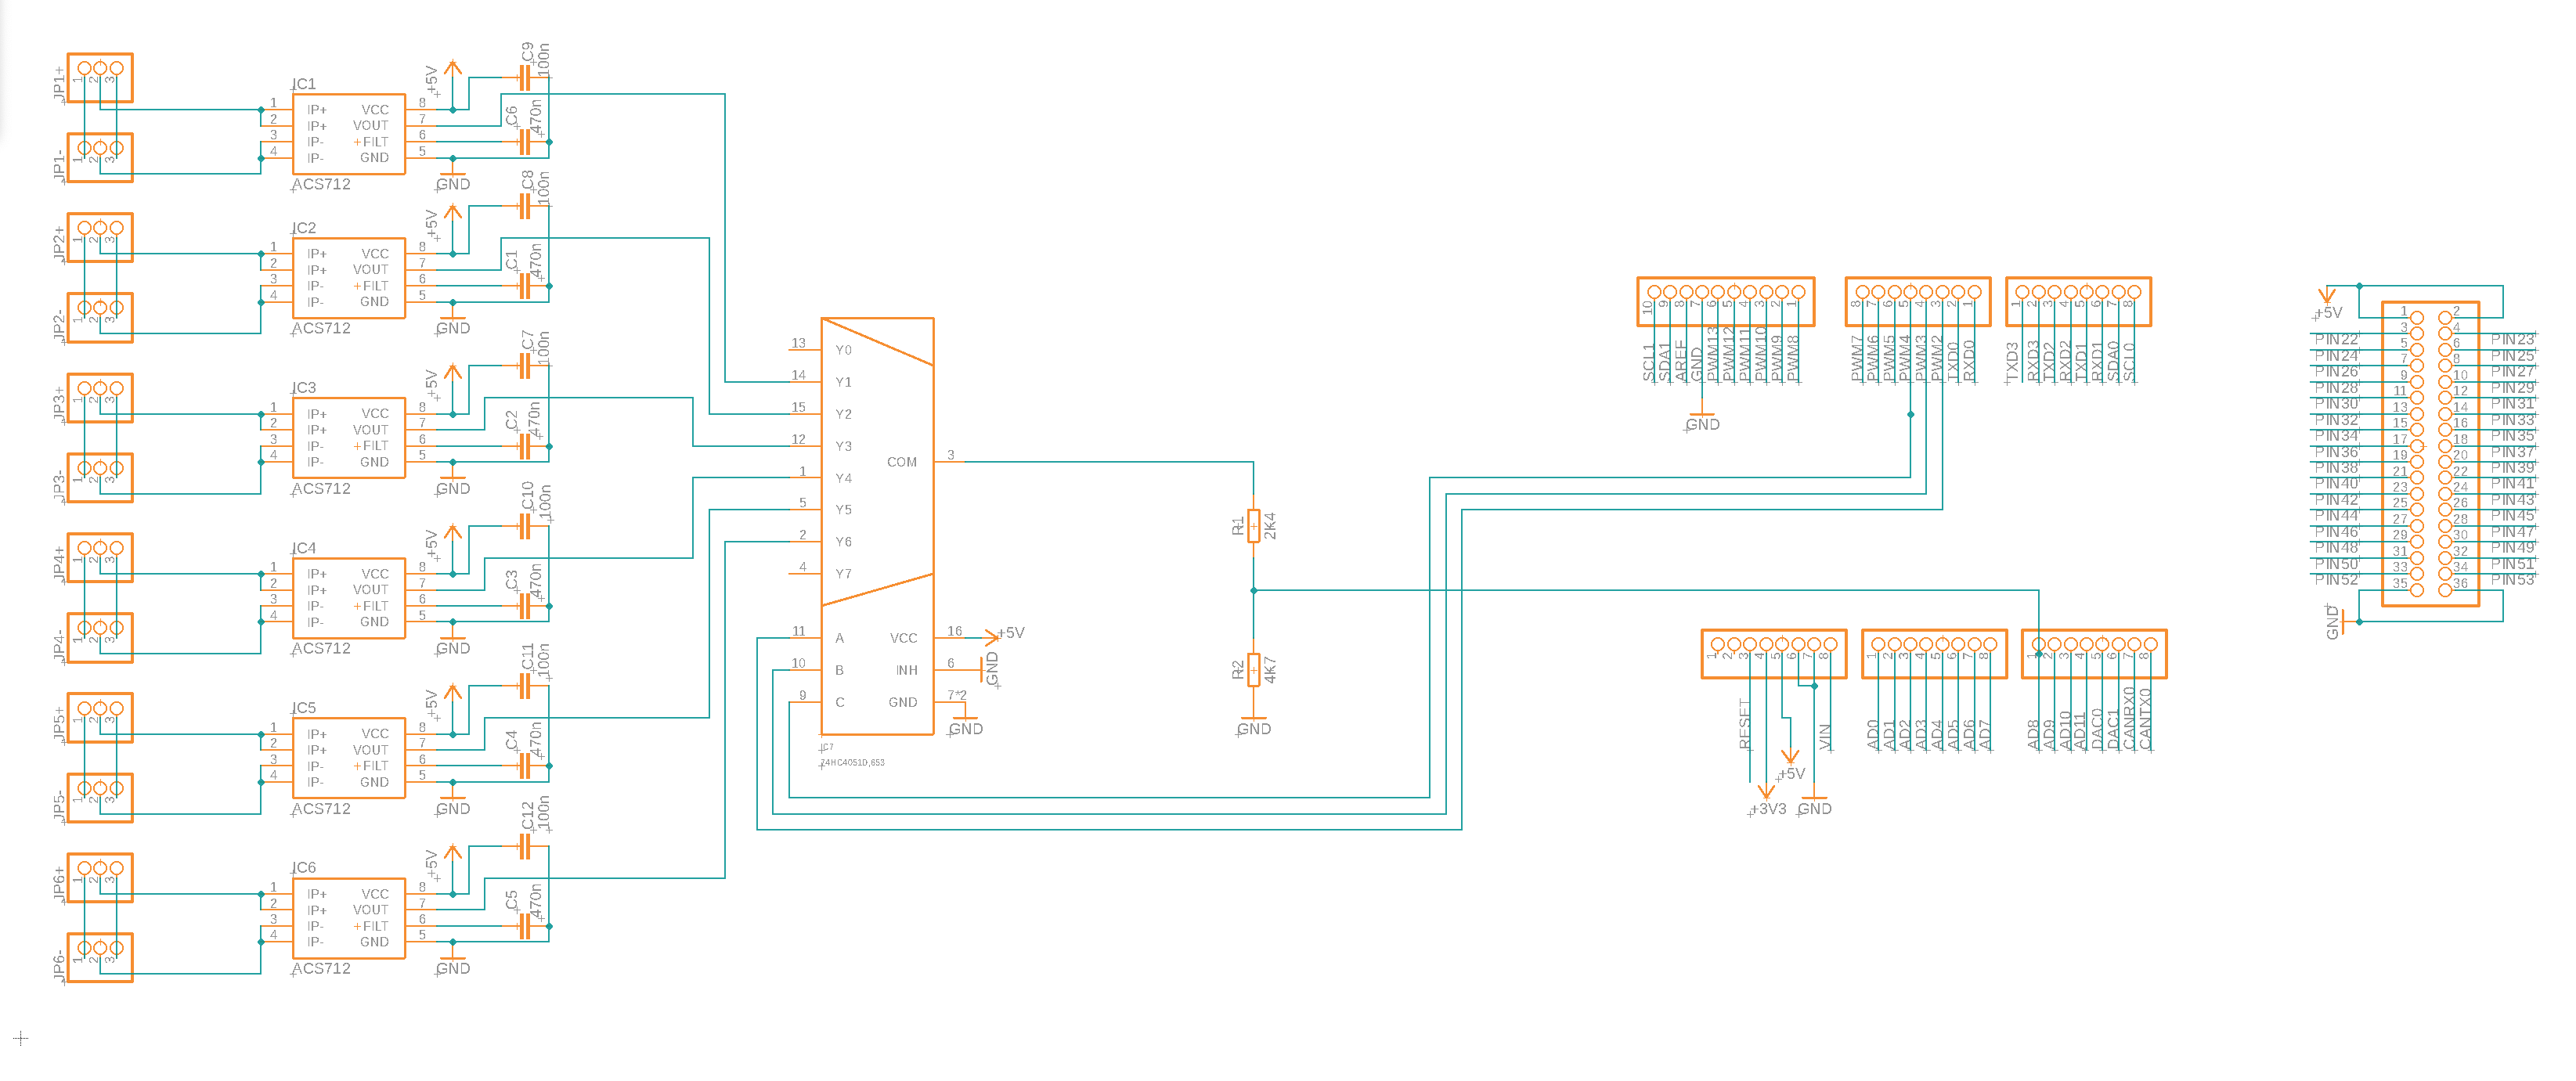 JP1+
1 2 3
JP1-
1 2 3
IC1
1 IP+ VCC 8
2 IP+ VOUT 7
3 IP- FILT 6
4 IP- GND 5
ACS712
+5V
C9
100n
C6
470n
GND
JP2+
1 2 3
JP2-
1 2 3
IC2
1 IP+ VCC 8
2 IP+ VOUT 7
3 IP- FILT 6
4 IP- GND 5
ACS712
+5V
C8
100n
C1
470n
GND
JP3+
1 2 3
JP3-
1 2 3
IC3
1 IP+ VCC 8
2 IP+ VOUT 7
3 IP- FILT 6
4 IP- GND 5
ACS712
+5V
C7
100n
C2
470n
GND
JP4+
1 2 3
JP4-
1 2 3
IC4
1 IP+ VCC 8
2 IP+ VOUT 7
3 IP- FILT 6
4 IP- GND 5
ACS712
+5V
C10
100n
C3
470n
GND
JP5+
1 2 3
JP5-
1 2 3
IC5
1 IP+ VCC 8
2 IP+ VOUT 7
3 IP- FILT 6
4 IP- GND 5
ACS712
+5V
C11
100n
C4
470n
GND
JP6+
1 2 3
JP6-
1 2 3
IC6
1 IP+ VCC 8
2 IP+ VOUT 7
3 IP- FILT 6
4 IP- GND 5
ACS712
+5V
C12
100n
C5
470n
GND
13 Y0
14 Y1
15 Y2
12 Y3
COM 3
1 Y4
5 Y5
2 Y6
4 Y7
11 A VCC 16 +5V
10 B INH 6 GND
9 C GND 7*2
GND
IC7
74HC4051D,653
R1
2K4
R2
4K7
GND
10 9 8 7 6 5 4 3 2 1
SCL1
SDA1
AREF
GND
PWM13
PWM12
PWM11
PWM10
PWM9
PWM8
GND
8 7 6 5 4 3 2 1
PWM7
PWM6
PWM5
PWM4
PWM3
PWM2
TXD0
RXD0
1 2 3 4 5 6 7 8
TXD3
RXD3
TXD2
RXD2
TXD1
RXD1
SDA0
SCL0
1 2 3 4 5 6 7 8
RESET
+3V3
+5V
GND
VIN
1 2 3 4 5 6 7 8
AD0
AD1
AD2
AD3
AD4
AD5
AD6
AD7
1 2 3 4 5 6 7 8
AD8
AD9
AD10
AD11
DAC0
DAC1
CANRX0
CANTX0
+5V
1 2
3 4
PIN22 PIN23
5 6
PIN24 PIN25
7 8
PIN26 PIN27
9 10
PIN28 PIN29
11 12
PIN30 PIN31
13 14
PIN32 PIN33
15 16
PIN34 PIN35
17 18
PIN36 PIN37
19 20
PIN38 PIN39
21 22
PIN40 PIN41
23 24
PIN42 PIN43
25 26
PIN44 PIN45
27 28
PIN46 PIN47
29 30
PIN48 PIN49
31 32
PIN50 PIN51
33 34
PIN52 PIN53
35 36
GND